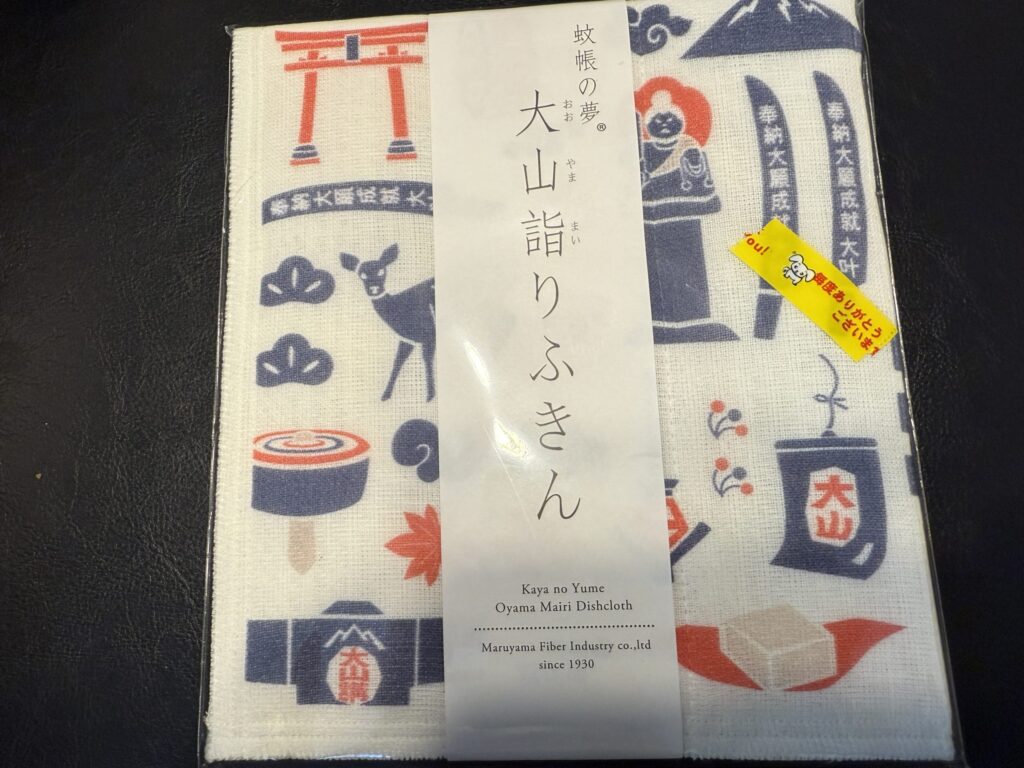 蚊帳の夢®
大山詣りふきん
おお
やま
まい
Kaya no Yume
Oyama Mairi Dishcloth
Maruyama Fiber Industry co.,ltd
since 1930
奉納大願成就大
奉納大願成就
奉納大願成就大叶
you!
毎度ありがとう
ございます
大山
大山講